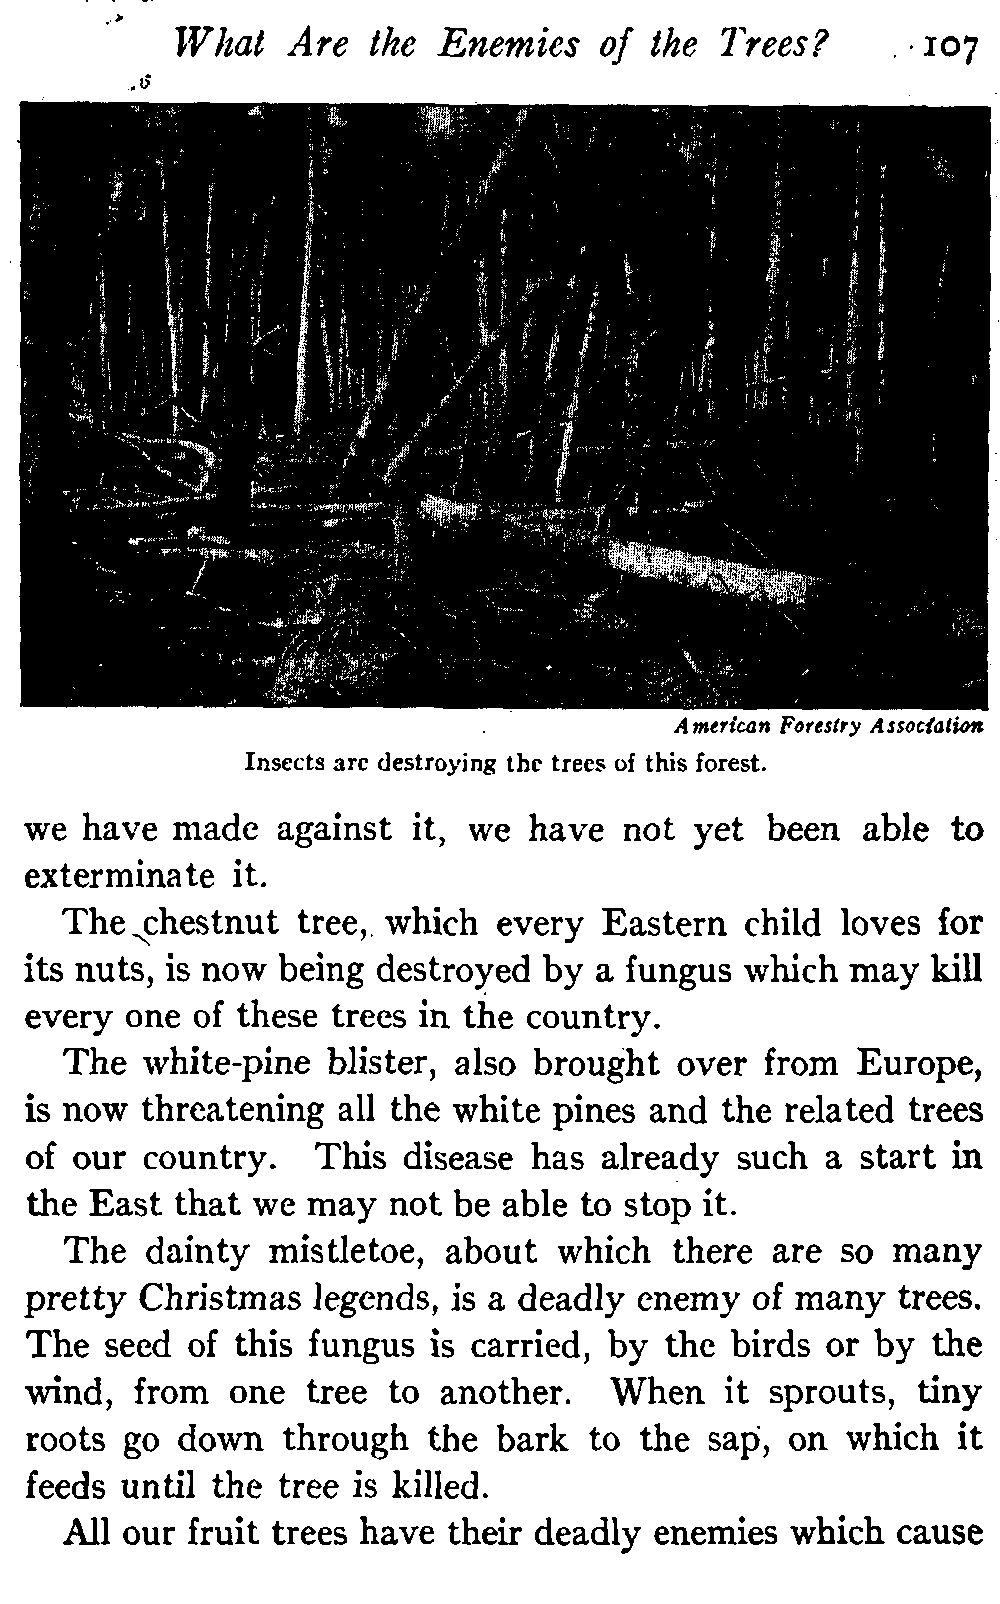 What Are the Enemies of the Trees? 107
American Forestry Association
Insects are destroying the trees of this forest.
we have made against it, we have not yet been able to
exterminate it.
The chestnut tree, which every Eastern child loves for
its nuts, is now being destroyed by a fungus which may kill
every one of these trees in the country.
The white-pine blister, also brought over from Europe,
is now threatening all the white pines and the related trees
of our country. This disease has already such a start in
the East that we may not be able to stop it.
The dainty mistletoe, about which there are so many
pretty Christmas legends, is a deadly enemy of many trees.
The seed of this fungus is carried, by the birds or by the
wind, from one tree to another. When it sprouts, tiny
roots go down through the bark to the sap, on which it
feeds until the tree is killed.
All our fruit trees have their deadly enemies which cause